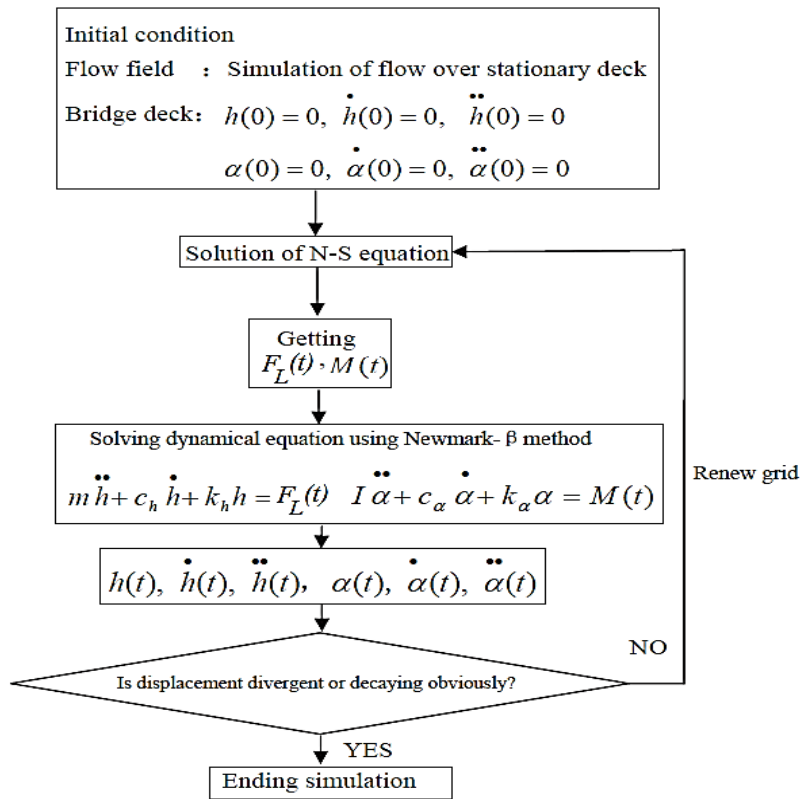 Initial condition
Flow field : Simulation of flow over stationary deck
Bridge deck: h(0) = 0, ḣ(0) = 0, ḧ(0) = 0
α(0) = 0, α̇(0) = 0, α̈(0) = 0
Solution of N-S equation
Getting
F_L(t), M(t)
Solving dynamical equation using Newmark- β method
mḧ + c_h ḣ + k_h h = F_L(t) Iα̈ + c_α α̇ + k_α α = M(t)
Renew grid
h(t), ḣ(t), ḧ(t), α(t), α̇(t), α̈(t)
NO
Is displacement divergent or decaying obviously?
YES
Ending simulation